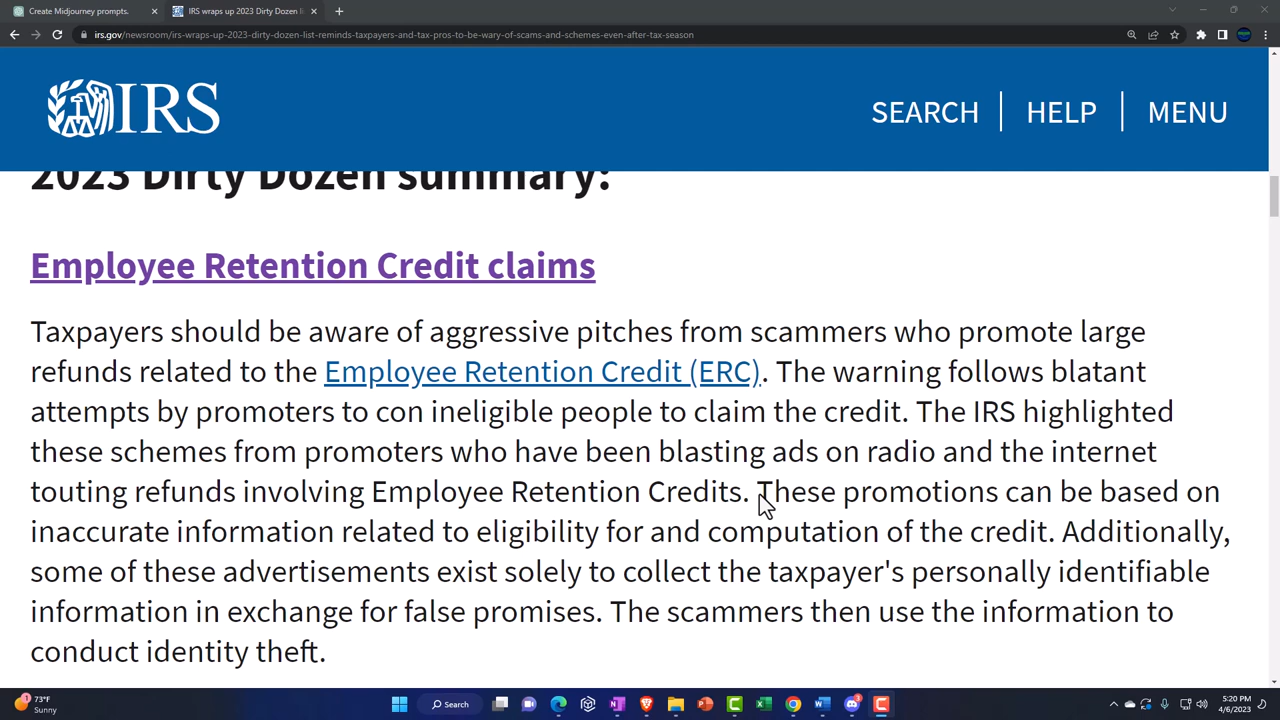 Create Midjourney prompts.
IRS wraps up 2023 Dirty Dozen li
irs.gov/newsroom/irs-wraps-up-2023-dirty-dozen-list-reminds-taxpayers-and-tax-pros-to-be-wary-of-scams-and-schemes-even-after-tax-season
IRS
SEARCH
HELP
MENU
2023 Dirty Dozen summary:
Employee Retention Credit claims
Taxpayers should be aware of aggressive pitches from scammers who promote large
refunds related to the Employee Retention Credit (ERC). The warning follows blatant
attempts by promoters to con ineligible people to claim the credit. The IRS highlighted
these schemes from promoters who have been blasting ads on radio and the internet
touting refunds involving Employee Retention Credits. These promotions can be based on
inaccurate information related to eligibility for and computation of the credit. Additionally,
some of these advertisements exist solely to collect the taxpayer's personally identifiable
information in exchange for false promises. The scammers then use the information to
conduct identity theft.
1
73°F
Sunny
Search
3
5:20 PM
4/6/2023